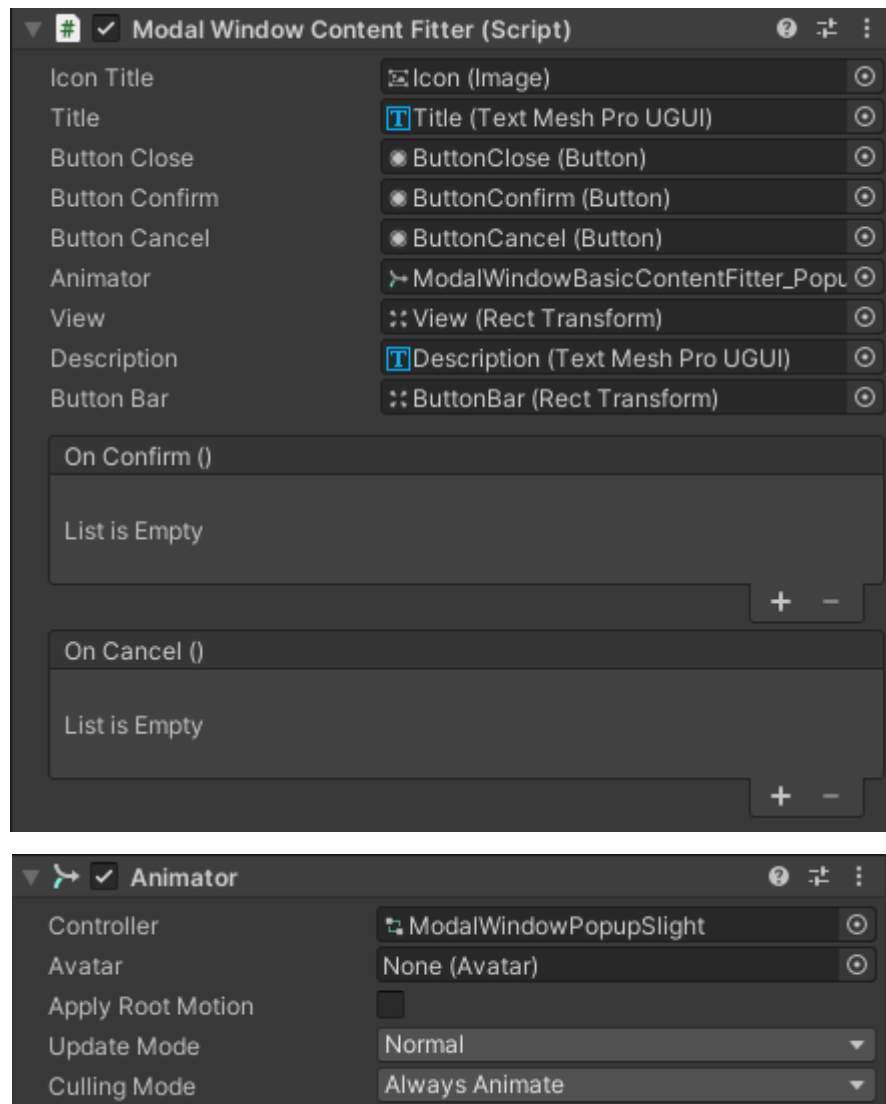 Modal Window Content Fitter (Script)
Icon Title Icon (Image)
Title Title (Text Mesh Pro UGUI)
Button Close ButtonClose (Button)
Button Confirm ButtonConfirm (Button)
Button Cancel ButtonCancel (Button)
Animator ModalWindowBasicContentFitter_Popu
View View (Rect Transform)
Description Description (Text Mesh Pro UGUI)
Button Bar ButtonBar (Rect Transform)
On Confirm ()
List is Empty
+ −
On Cancel ()
List is Empty
+ −
Animator
Controller ModalWindowPopupSlight
Avatar None (Avatar)
Apply Root Motion
Update Mode Normal
Culling Mode Always Animate